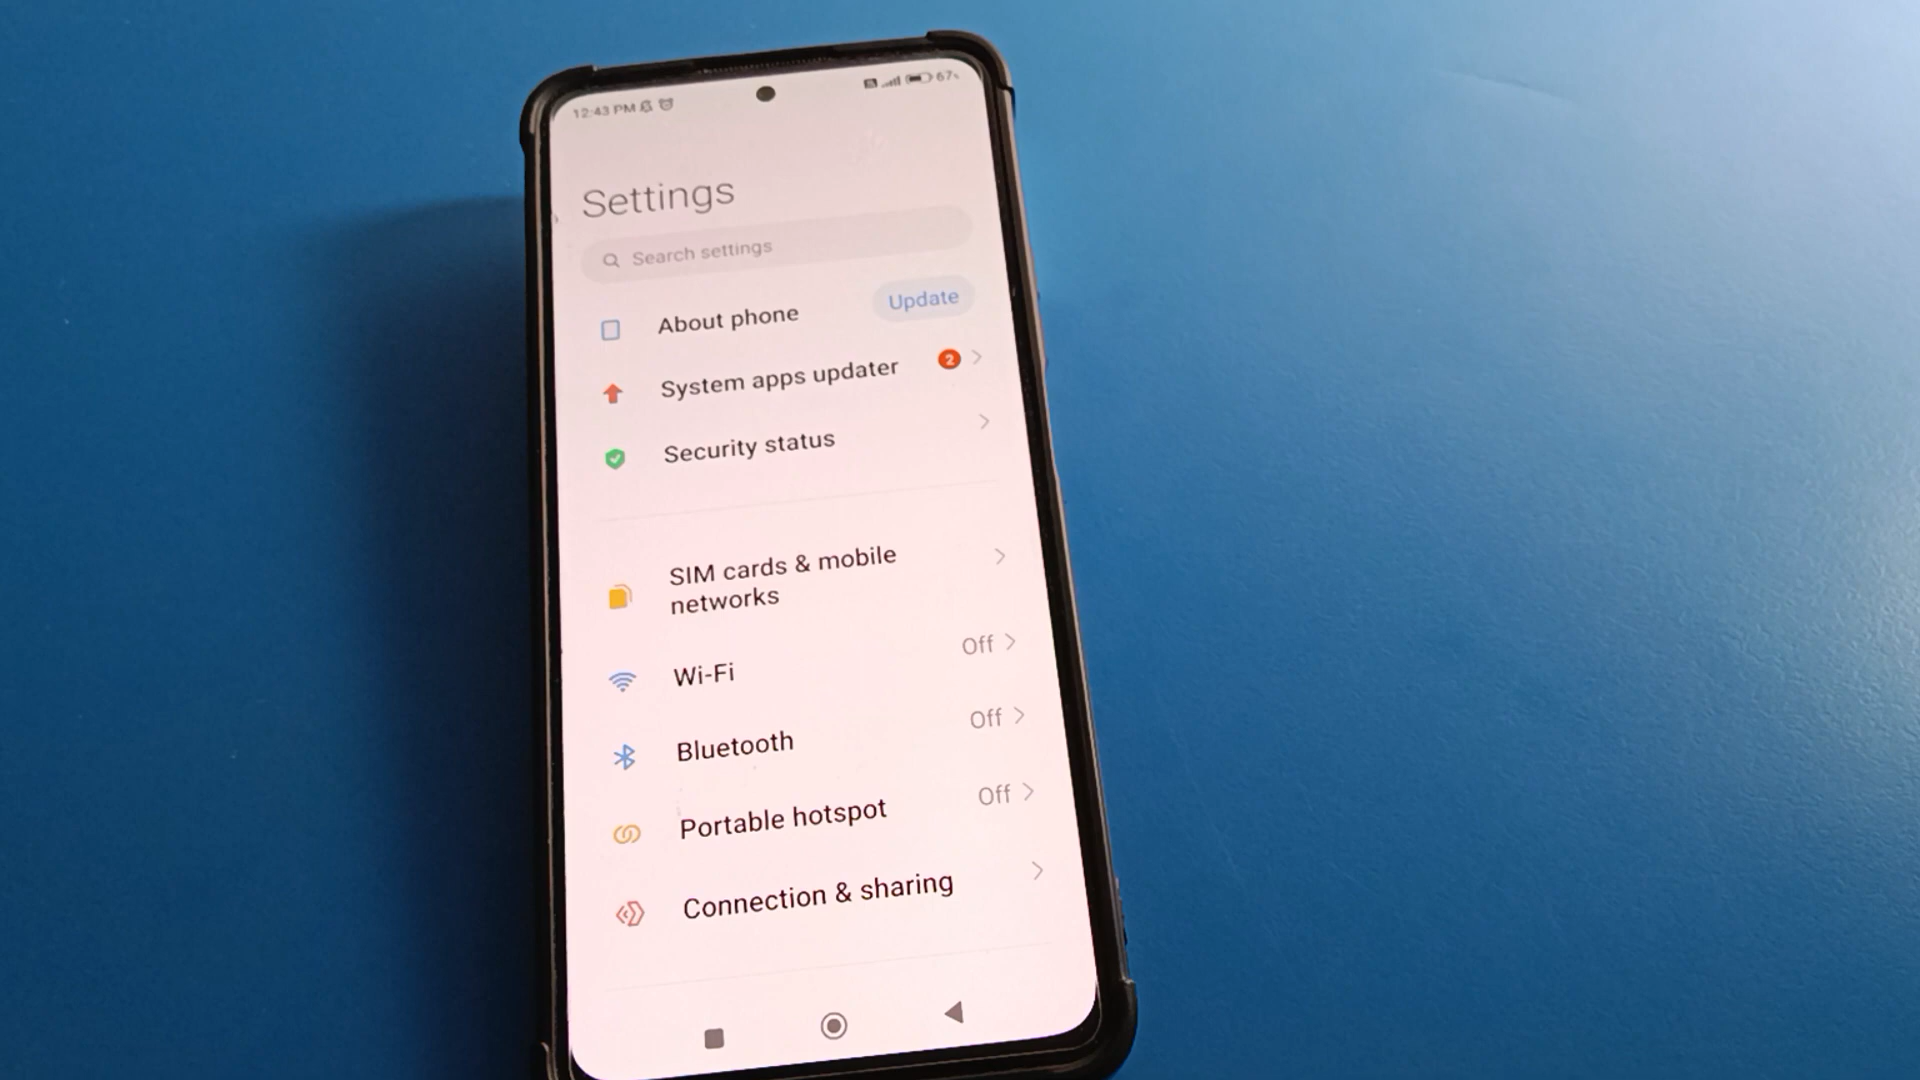 12:43 PM 67%
Settings
Search settings
About phone Update
System apps updater 2
Security status
SIM cards & mobile
networks
Wi-Fi Off
Bluetooth Off
Portable hotspot Off
Connection & sharing